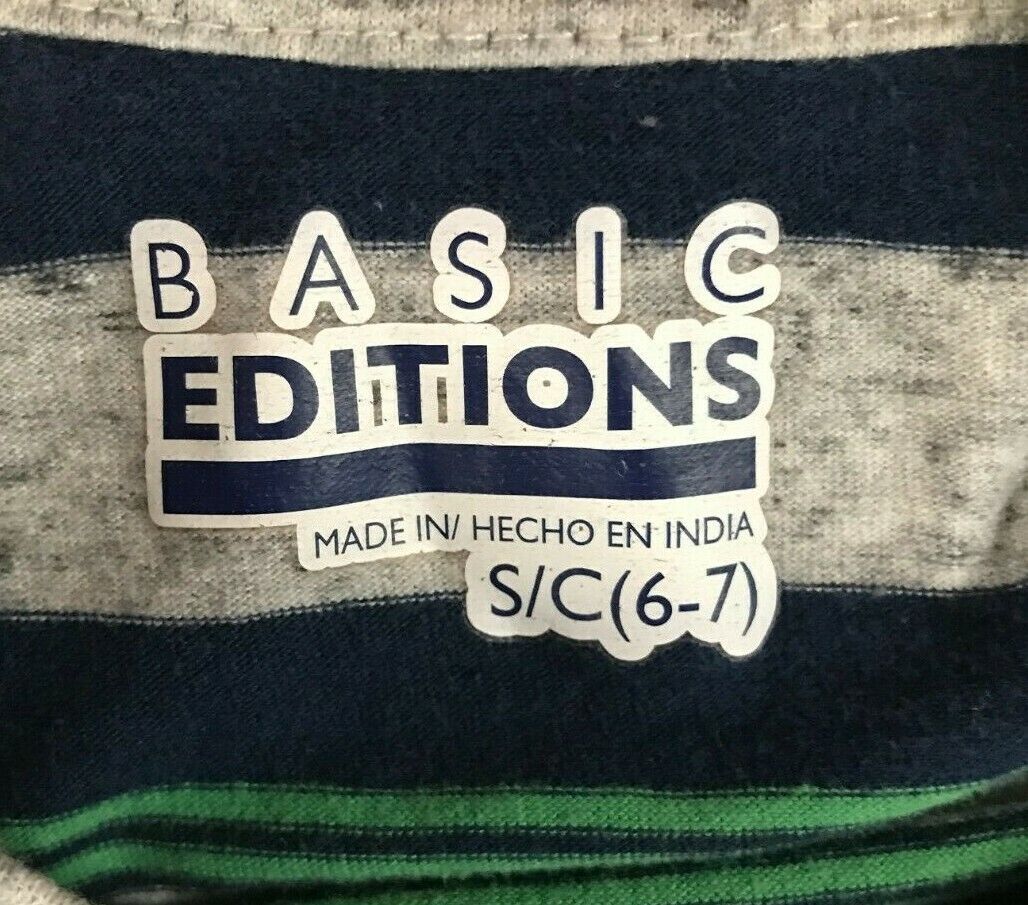 BASIC
EDITIONS
MADE IN/ HECHO EN INDIA
S/C(6-7)